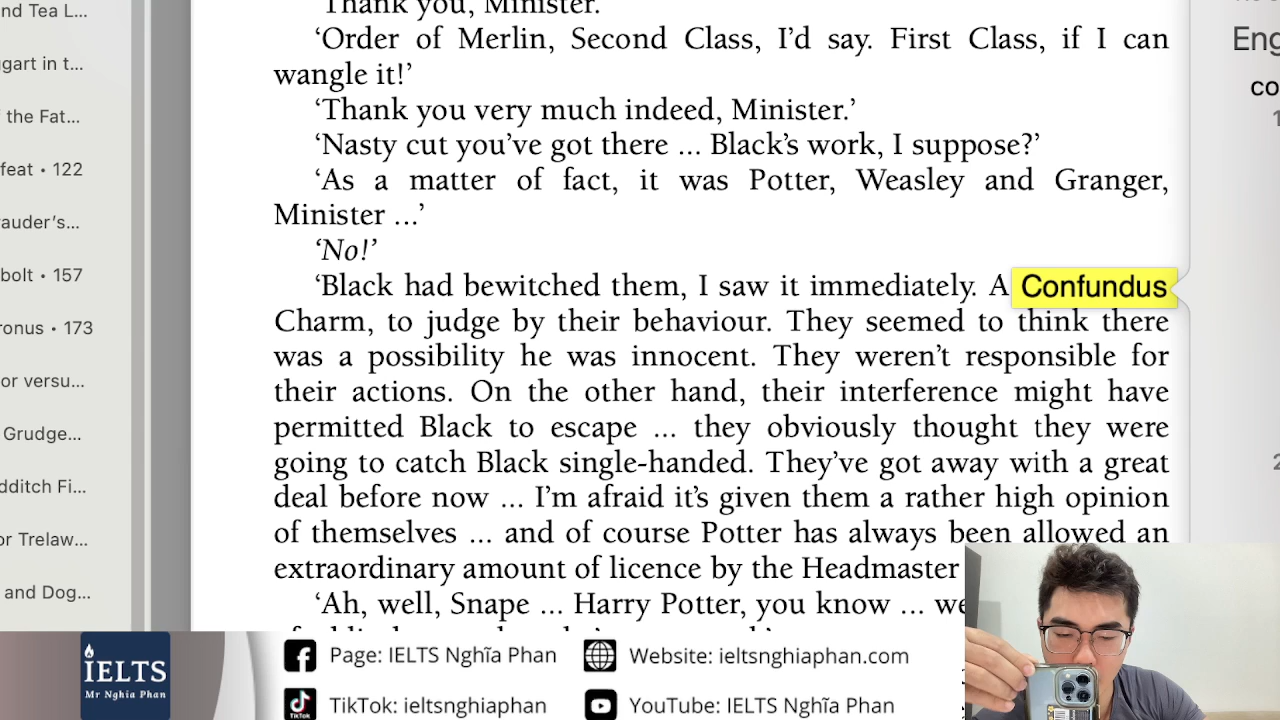 nd Tea L...
ggart in t...
f the Fat...
feat • 122
rauder's...
bolt • 157
ronus • 173
or versu...
Grudge...
dditch Fi...
or Trelaw...
and Dog...
Thank you, Minister.'
'Order of Merlin, Second Class, I'd say. First Class, if I can
wangle it!'
'Thank you very much indeed, Minister.'
'Nasty cut you've got there ... Black's work, I suppose?'
'As a matter of fact, it was Potter, Weasley and Granger,
Minister ...'
'No!'
'Black had bewitched them, I saw it immediately. A Confundus
Charm, to judge by their behaviour. They seemed to think there
was a possibility he was innocent. They weren't responsible for
their actions. On the other hand, their interference might have
permitted Black to escape ... they obviously thought they were
going to catch Black single-handed. They've got away with a great
deal before now ... I'm afraid it's given them a rather high opinion
of themselves ... and of course Potter has always been allowed an
extraordinary amount of licence by the Headmaster
'Ah, well, Snape ... Harry Potter, you know ... we
Eng
co
IELTS
Mr Nghia Phan
Page: IELTS Nghĩa Phan
Website: ieltsnghiaphan.com
TikTok
TikTok: ieltsnghiaphan
YouTube: IELTS Nghĩa Phan